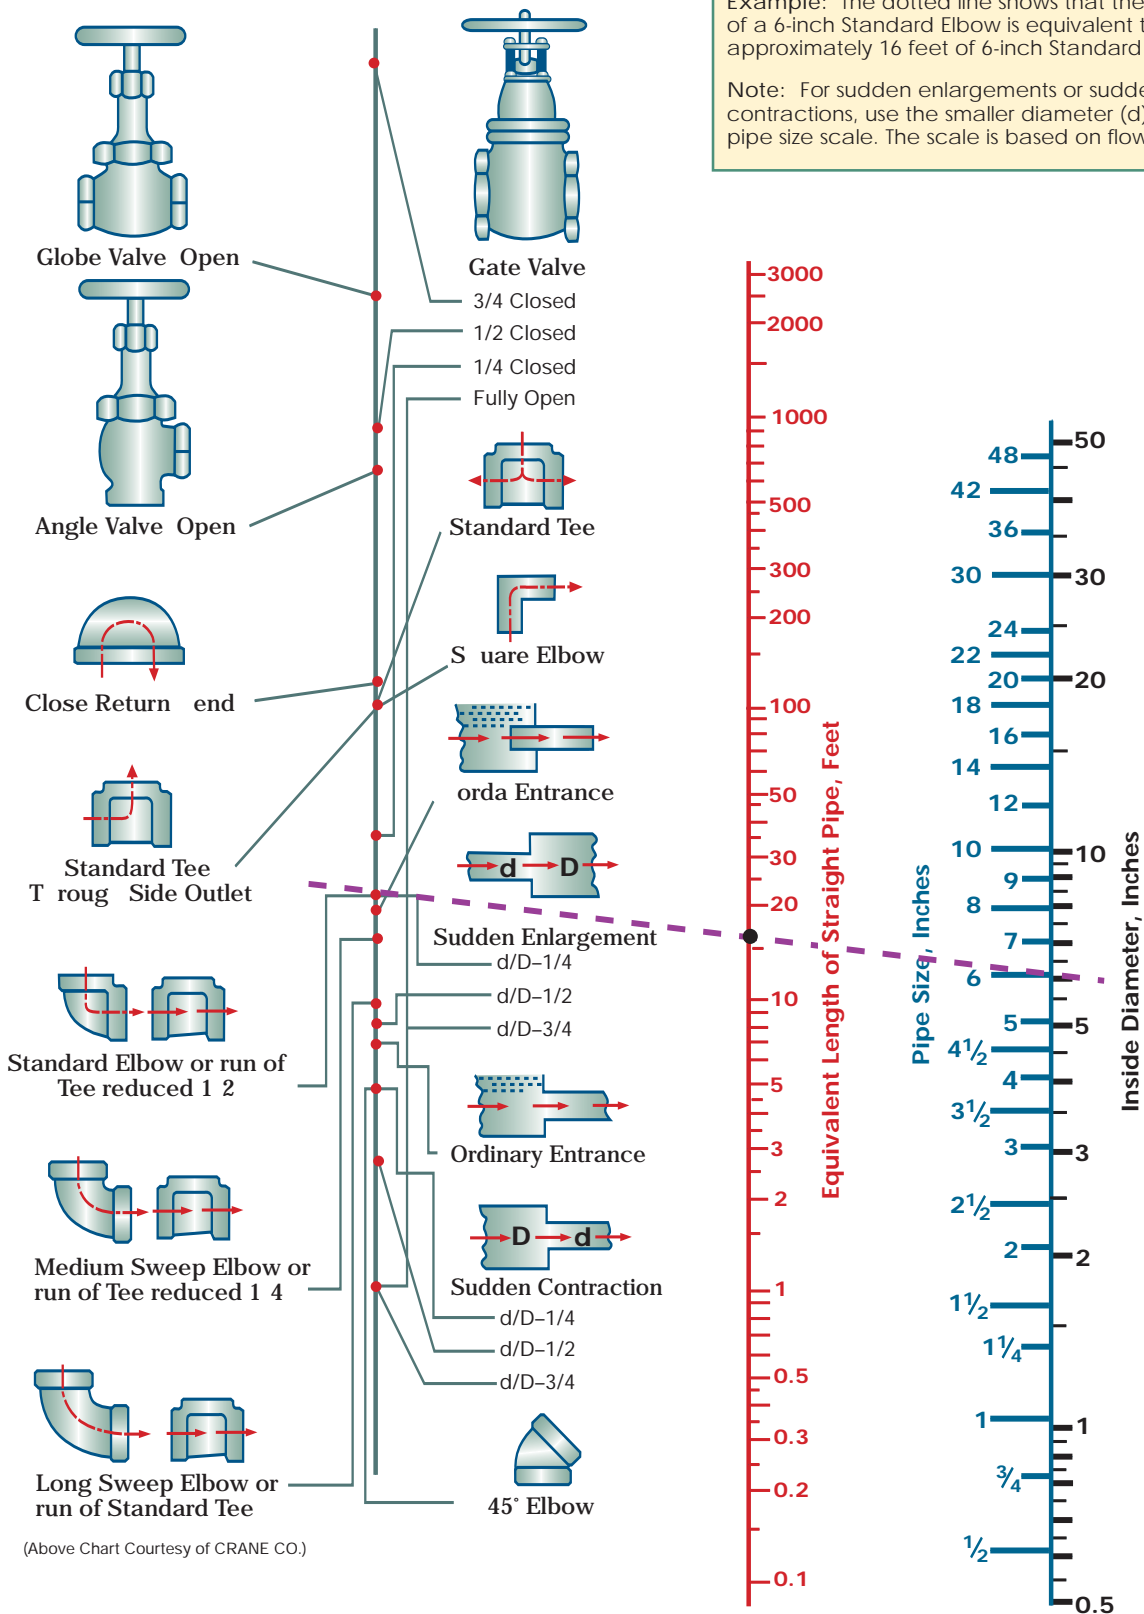 Example: The dotted line shows that the
of a 6-inch Standard Elbow is equivalent t
approximately 16 feet of 6-inch Standard
Note: For sudden enlargements or sudde
contractions, use the smaller diameter (d)
pipe size scale. The scale is based on flow
Globe Valve Open
Gate Valve
3/4 Closed
1/2 Closed
1/4 Closed
Fully Open
Angle Valve Open
Standard Tee
S uare Elbow
Close Return end
orda Entrance
Standard Tee
T roug Side Outlet
d D
Sudden Enlargement
d/D–1/4
d/D–1/2
d/D–3/4
Standard Elbow or run of
Tee reduced 1 2
Ordinary Entrance
Medium Sweep Elbow or
run of Tee reduced 1 4
D d
Sudden Contraction
d/D–1/4
d/D–1/2
d/D–3/4
Long Sweep Elbow or
run of Standard Tee
45° Elbow
(Above Chart Courtesy of CRANE CO.)
3000
2000
1000
500
300
200
100
50
30
20
10
5
3
2
1
0.5
0.3
0.2
0.1
Equivalent Length of Straight Pipe, Feet
Pipe Size, Inches
48
42
36
30
24
22
20
18
16
14
12
10
9
8
7
6
5
4½
4
3½
3
2½
2
1½
1¼
1
¾
½
50
30
20
10
5
3
2
1
0.5
Inside Diameter, Inches